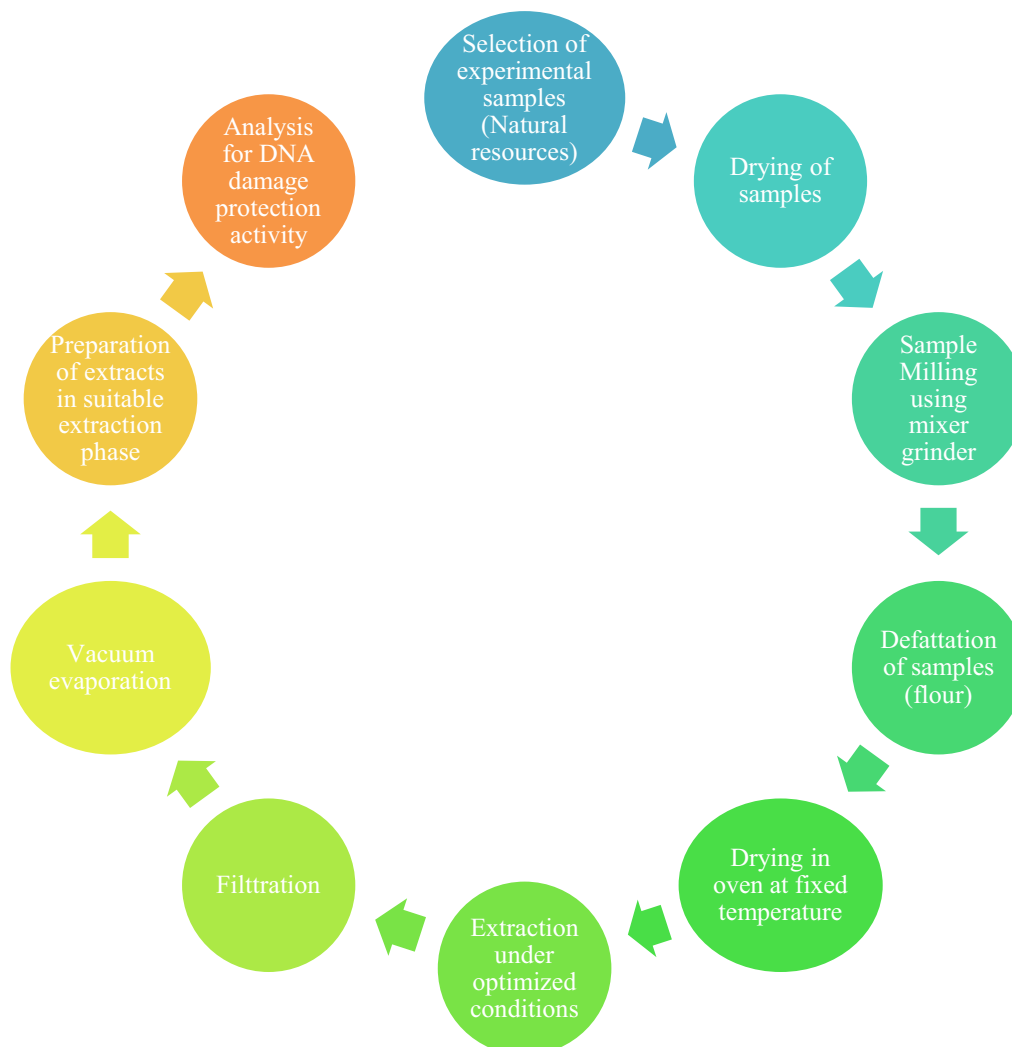 Selection of
experimental
samples
(Natural
resources)
Drying of
samples
Sample
Milling
using
mixer
grinder
Defattation
of samples
(flour)
Drying in
oven at fixed
temperature
Extraction
under
optimized
conditions
Filttration
Vacuum
evaporation
Preparation
of extracts
in suitable
extraction
phase
Analysis
for DNA
damage
protection
activity